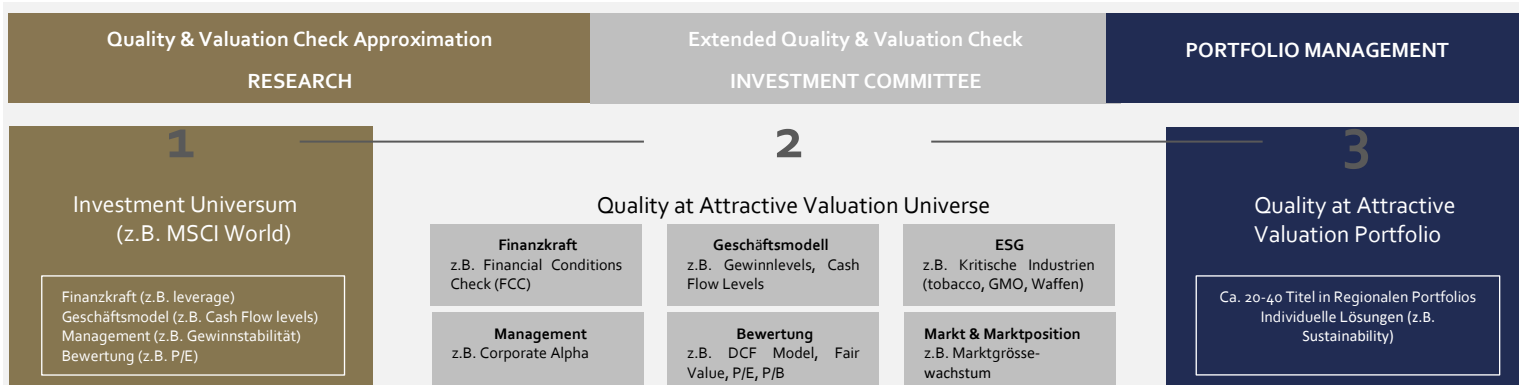 Quality & Valuation Check Approximation
RESEARCH
Extended Quality & Valuation Check
INVESTMENT COMMITTEE
PORTFOLIO MANAGEMENT
1
2
3
Investment Universum
(z.B. MSCI World)
Finanzkraft (z.B. leverage)
Geschäftsmodel (z.B. Cash Flow levels)
Management (z.B. Gewinnstabilität)
Bewertung (z.B. P/E)
Quality at Attractive Valuation Universe
Finanzkraft
z.B. Financial Conditions
Check (FCC)
Geschäftsmodell
z.B. Gewinnlevels, Cash
Flow Levels
ESG
z.B. Kritische Industrien
(tobacco, GMO, Waffen)
Management
z.B. Corporate Alpha
Bewertung
z.B. DCF Model, Fair
Value, P/E, P/B
Markt & Marktposition
z.B. Marktgrösse-
wachstum
Quality at Attractive
Valuation Portfolio
Ca. 20-40 Titel in Regionalen Portfolios
Individuelle Lösungen (z.B.
Sustainability)